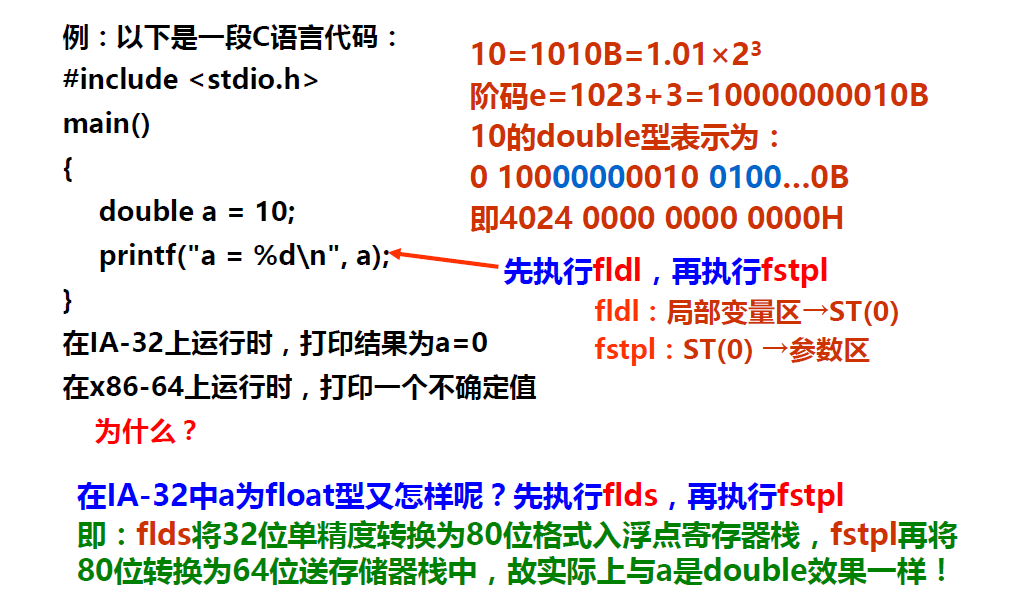 例：以下是一段C语言代码：
#include <stdio.h>
main()
{
double a = 10;
printf("a = %d\n", a);
}
在IA-32上运行时，打印结果为a=0
在x86-64上运行时，打印一个不确定值
为什么？
10=1010B=1.01×2³
阶码e=1023+3=10000000010B
10的double型表示为：
0 10000000010 0100…0B
即4024 0000 0000 0000H
先执行fldl，再执行fstpl
fldl：局部变量区→ST(0)
fstpl：ST(0) →参数区
在IA-32中a为float型又怎样呢？先执行flds，再执行fstpl
即：flds将32位单精度转换为80位格式入浮点寄存器栈，fstpl再将
80位转换为64位送存储器栈中，故实际上与a是double效果一样！